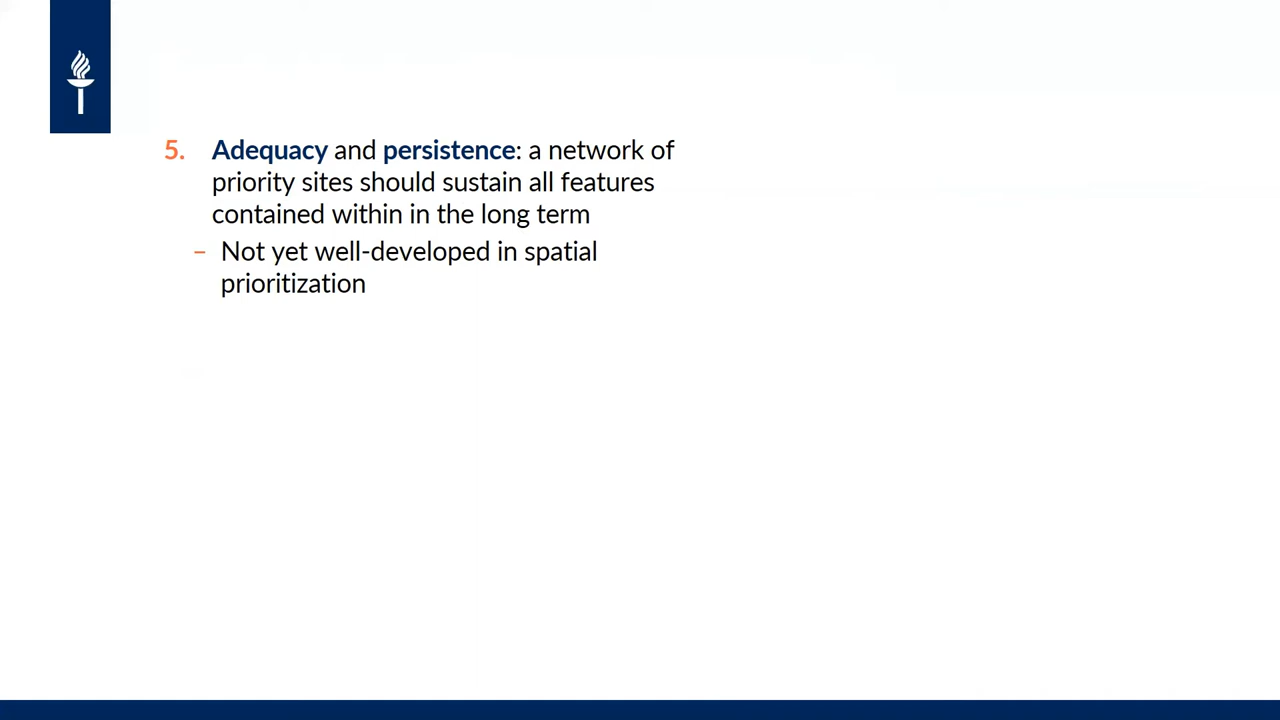 5. Adequacy and persistence: a network of
priority sites should sustain all features
contained within in the long term
– Not yet well-developed in spatial
prioritization